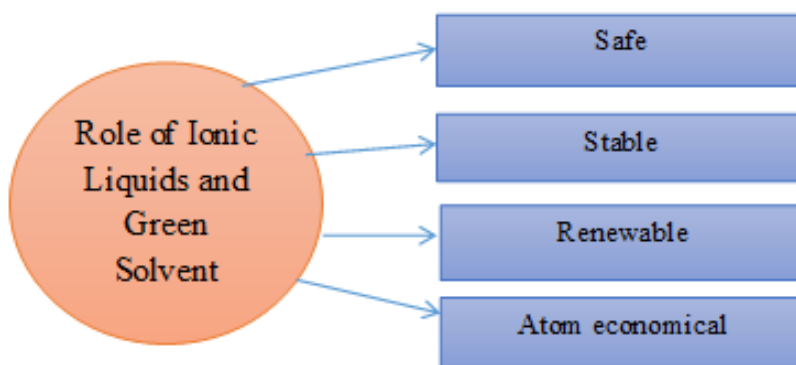 Role of Ionic
Liquids and
Green
Solvent
Safe
Stable
Renewable
Atom economical